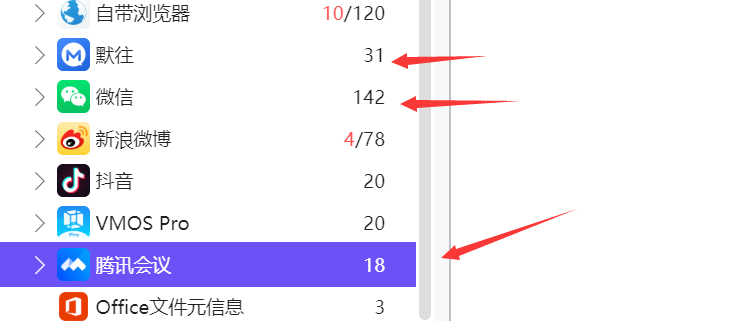 自带浏览器 10/120
默往 31
微信 142
新浪微博 4/78
抖音 20
VMOS Pro 20
腾讯会议 18
Office文件元信息 3